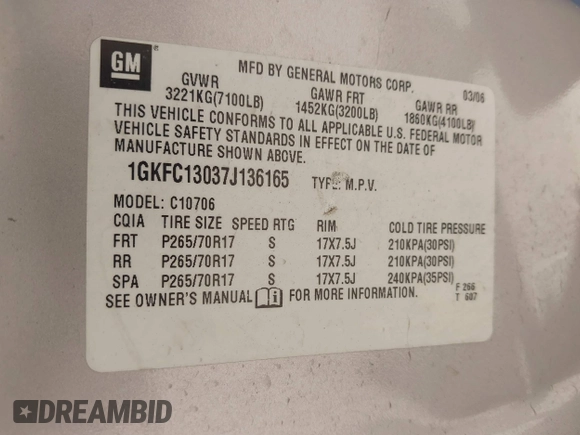 GM
MFD BY GENERAL MOTORS CORP. 03/06
GVWR GAWR FRT GAWR RR
3221KG(7100LB) 1452KG(3200LB) 1860KG(4100LB)
THIS VEHICLE CONFORMS TO ALL APPLICABLE U.S. FEDERAL MOTOR
VEHICLE SAFETY STANDARDS IN EFFECT ON THE DATE OF
MANUFACTURE SHOWN ABOVE.
1GKFC13037J136165 TYPE: M.P.V.
MODEL: C10706
CQIA TIRE SIZE SPEED RTG RIM COLD TIRE PRESSURE
FRT P265/70R17 S 17X7.5J 210KPA(30PSI)
RR P265/70R17 S 17X7.5J 210KPA(30PSI)
SPA P265/70R17 S 17X7.5J 240KPA(35PSI)
SEE OWNER'S MANUAL FOR MORE INFORMATION.
F 266
T 607
DREAMBID